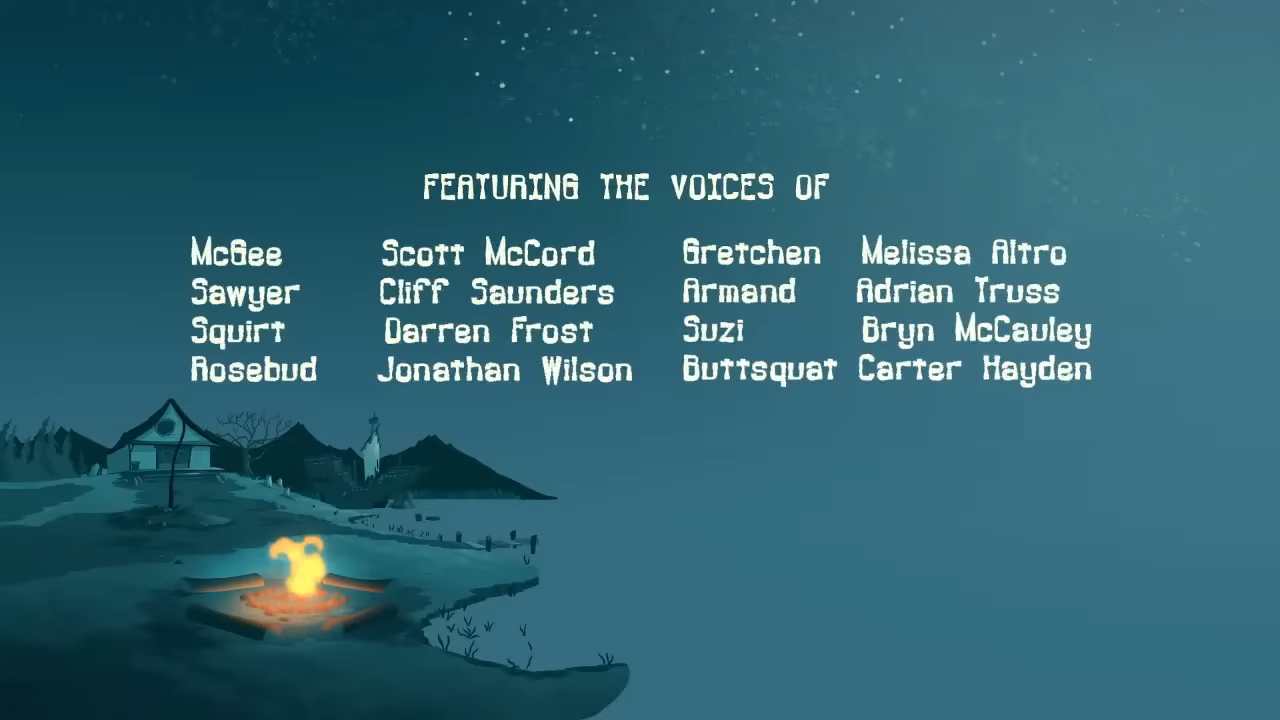 FEATURING THE VOICES OF
McGee Scott McCord Gretchen Melissa Altro
Sawyer Cliff Saunders Armand Adrian Truss
Squirt Darren Frost Suzi Bryn McCauley
Rosebud Jonathan Wilson Buttsquat Carter Hayden